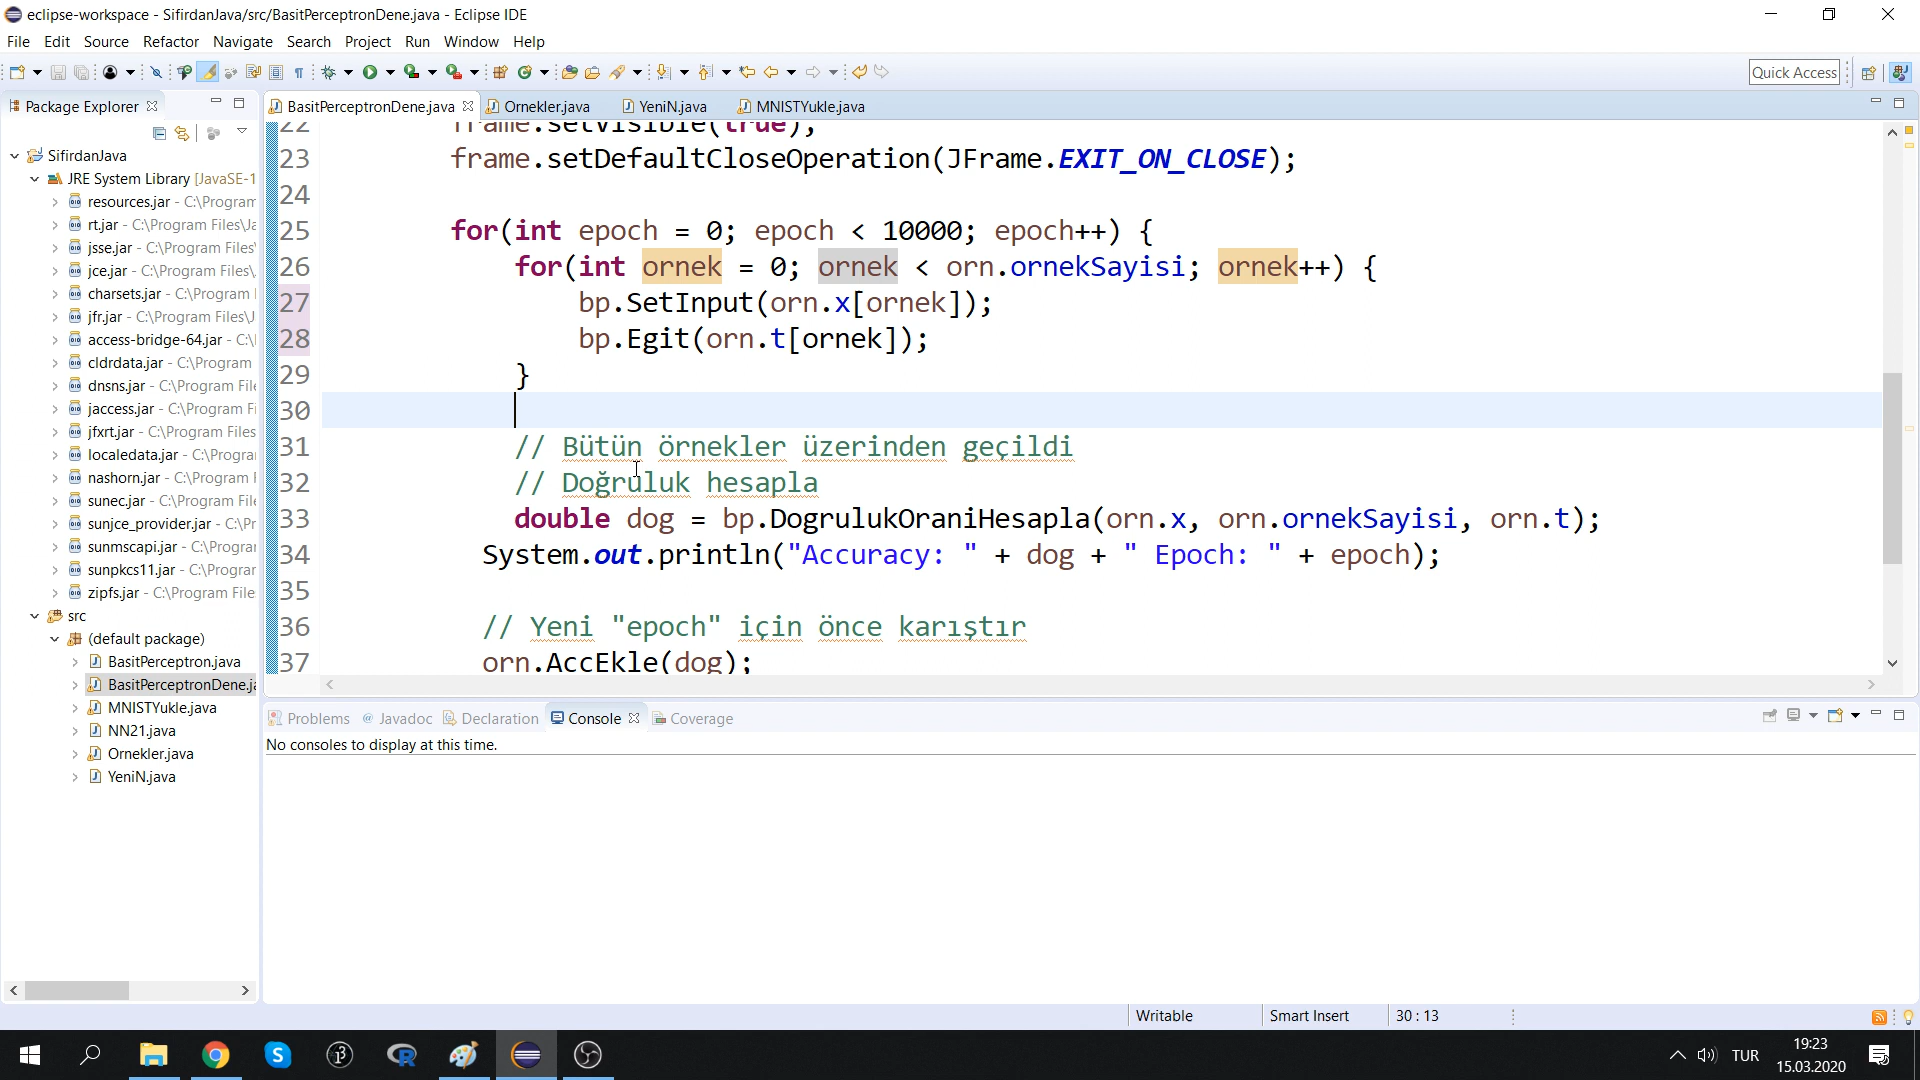 eclipse-workspace - SifirdanJava/src/BasitPerceptronDene.java - Eclipse IDE
File Edit Source Refactor Navigate Search Project Run Window Help
Quick Access
Package Explorer
BasitPerceptronDene.java Ornekler.java YeniN.java MNISTYukle.java
SifirdanJava
JRE System Library [JavaSE-1
resources.jar - C:\Program
rt.jar - C:\Program Files\Ja
jsse.jar - C:\Program Files\
jce.jar - C:\Program Files\
charsets.jar - C:\Program
jfr.jar - C:\Program Files\J
access-bridge-64.jar - C:\
cldrdata.jar - C:\Program
dnsns.jar - C:\Program File
jaccess.jar - C:\Program Fi
jfxrt.jar - C:\Program Files
localedata.jar - C:\Progra
nashorn.jar - C:\Program
sunec.jar - C:\Program File
sunjce_provider.jar - C:\Pr
sunmscapi.jar - C:\Progra
sunpkcs11.jar - C:\Progra
zipfs.jar - C:\Program File
src
(default package)
BasitPerceptron.java
BasitPerceptronDene.ja
MNISTYukle.java
NN21.java
Ornekler.java
YeniN.java
22 frame.setVisible(true);
23 frame.setDefaultCloseOperation(JFrame.EXIT_ON_CLOSE);
24
25 for(int epoch = 0; epoch < 10000; epoch++) {
26 for(int ornek = 0; ornek < orn.ornekSayisi; ornek++) {
27 bp.SetInput(orn.x[ornek]);
28 bp.Egit(orn.t[ornek]);
29 }
30
31 // Bütün örnekler üzerinden geçildi
32 // Doğruluk hesapla
33 double dog = bp.DogrulukOraniHesapla(orn.x, orn.ornekSayisi, orn.t);
34 System.out.println("Accuracy: " + dog + " Epoch: " + epoch);
35
36 // Yeni "epoch" için önce karıştır
37 orn.AccEkle(dog);
Problems Javadoc Declaration Console Coverage
No consoles to display at this time.
Writable Smart Insert 30 : 13
TUR
19:23
15.03.2020